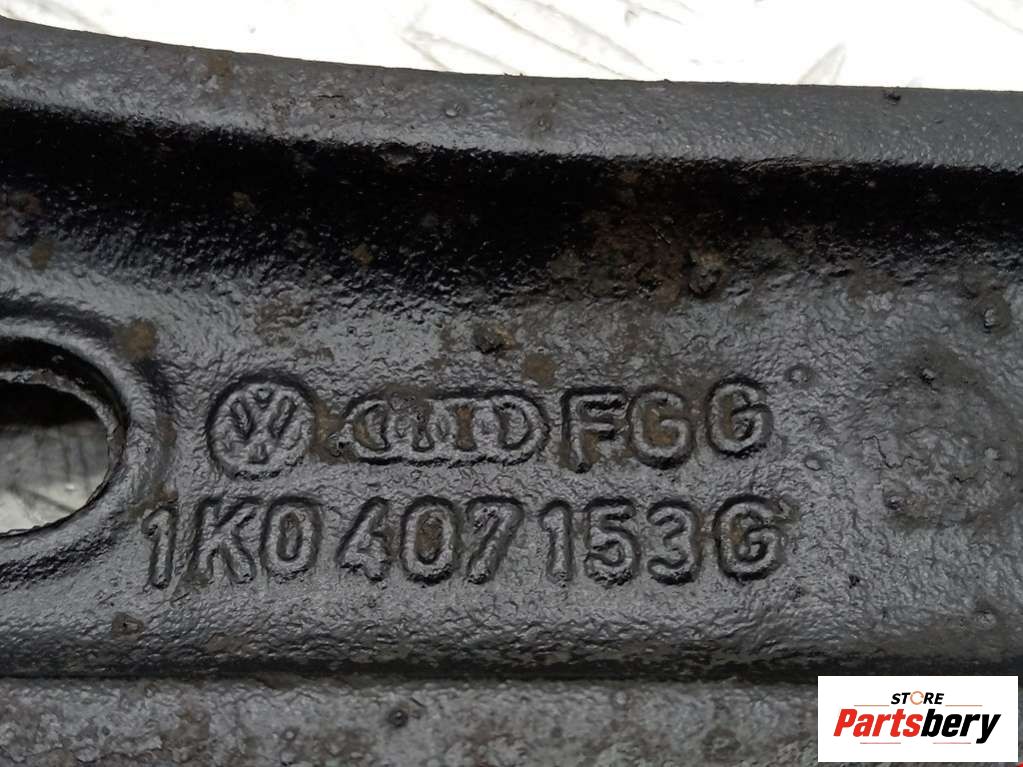 FGG
1K0 407 153 G
STORE
Partsbery